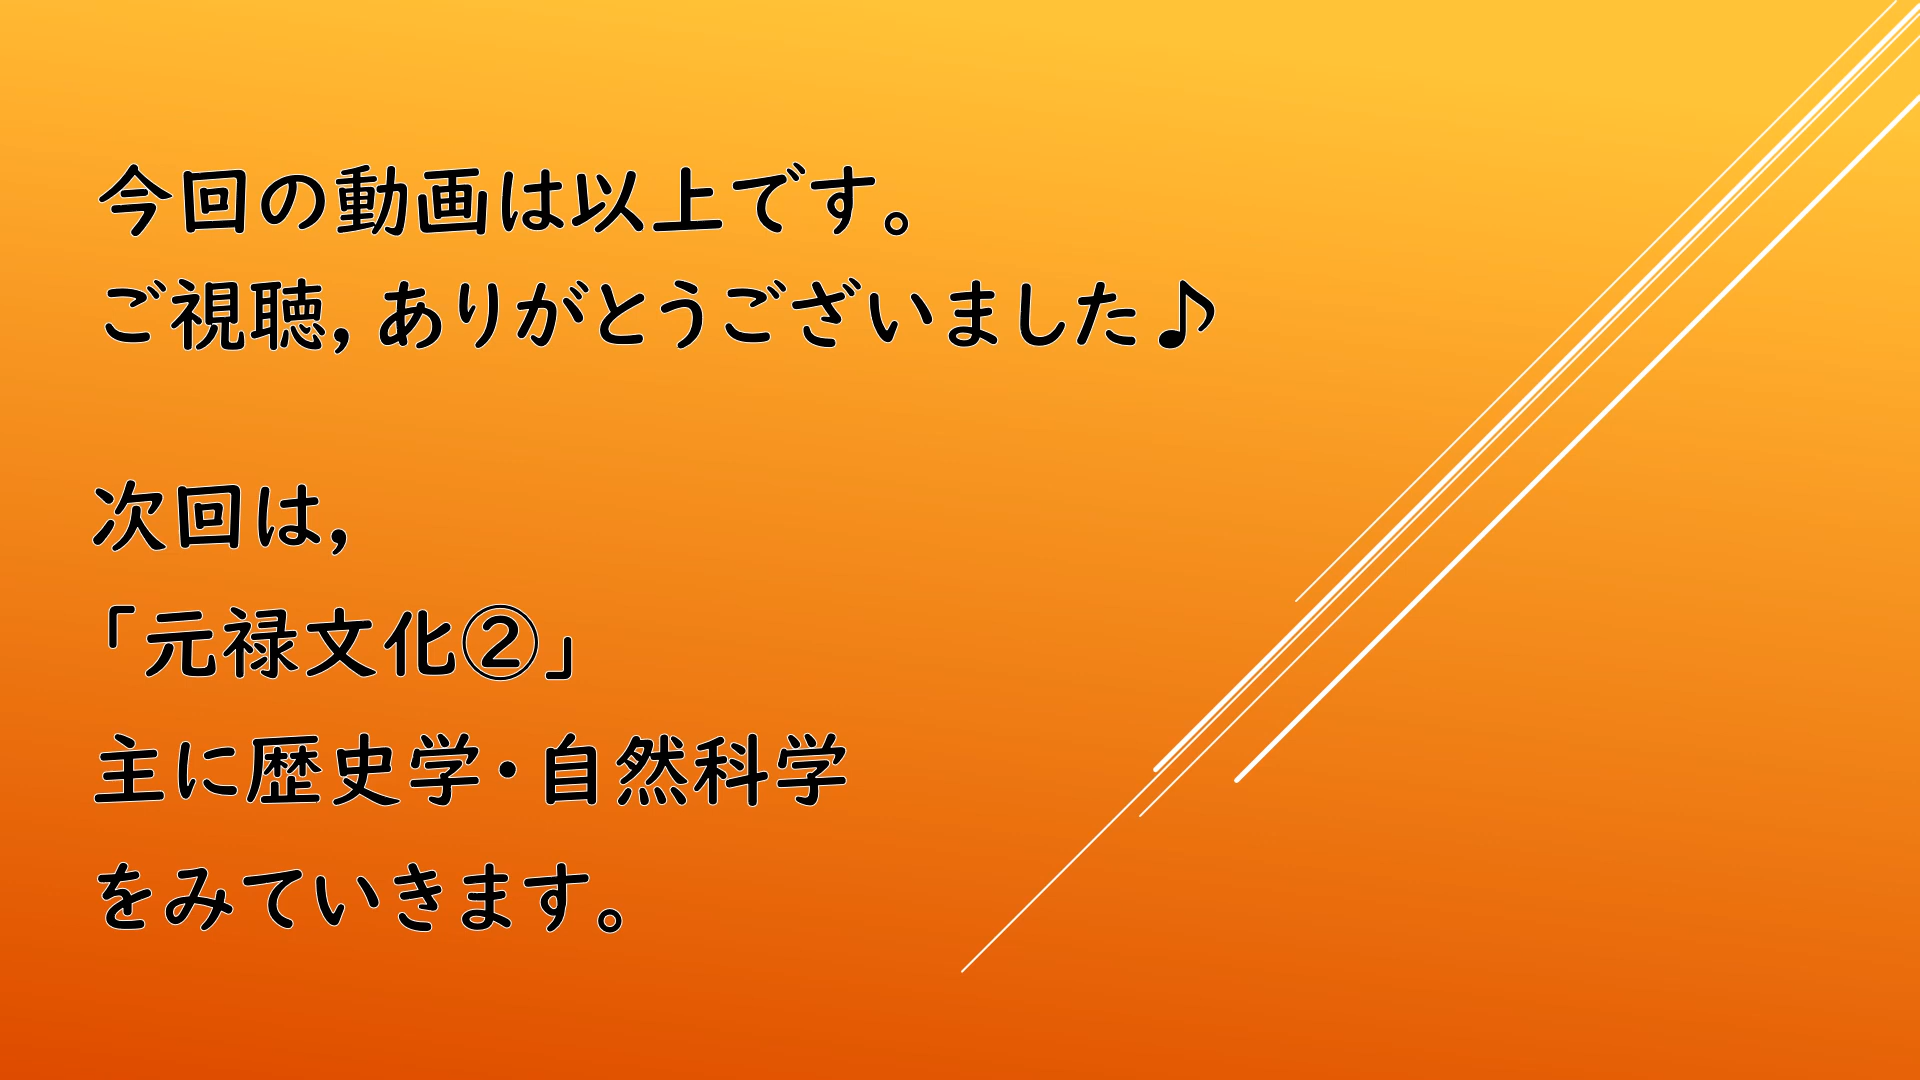 今回の動画は以上です。
ご視聴，ありがとうございました♪
次回は，
「元禄文化②」
主に歴史学・自然科学
をみていきます。